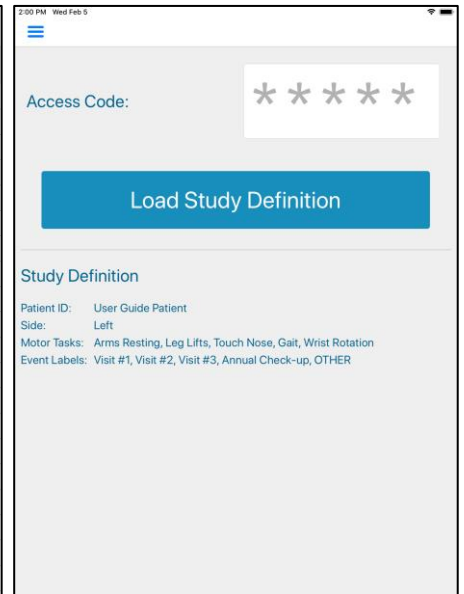 2:00 PM Wed Feb 5
Access Code: *****
Load Study Definition
Study Definition
Patient ID: User Guide Patient
Side: Left
Motor Tasks: Arms Resting, Leg Lifts, Touch Nose, Gait, Wrist Rotation
Event Labels: Visit #1, Visit #2, Visit #3, Annual Check-up, OTHER